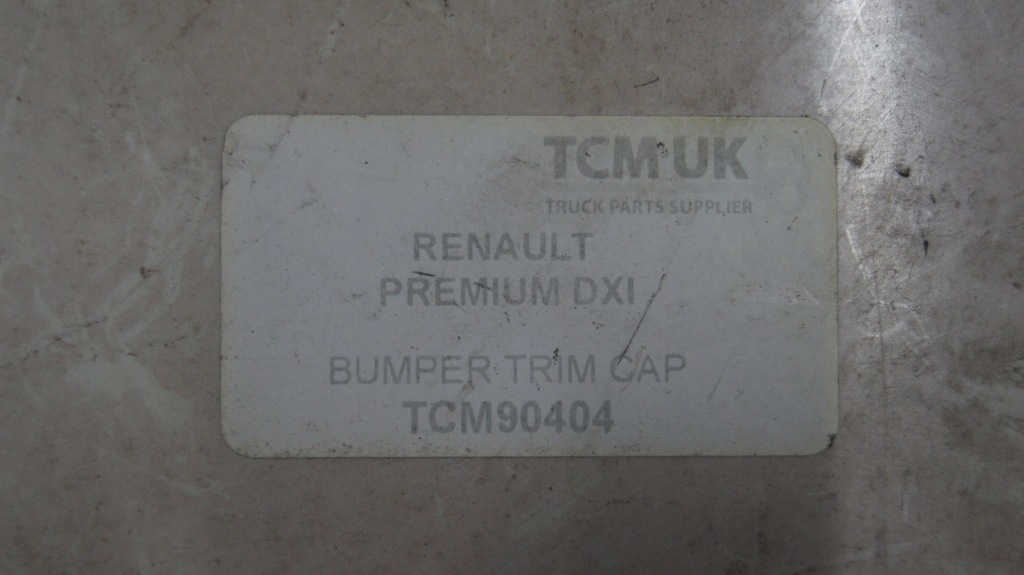 TCM UK
TRUCK PARTS SUPPLIER
RENAULT
PREMIUM DXI
BUMPER TRIM CAP
TCM90404